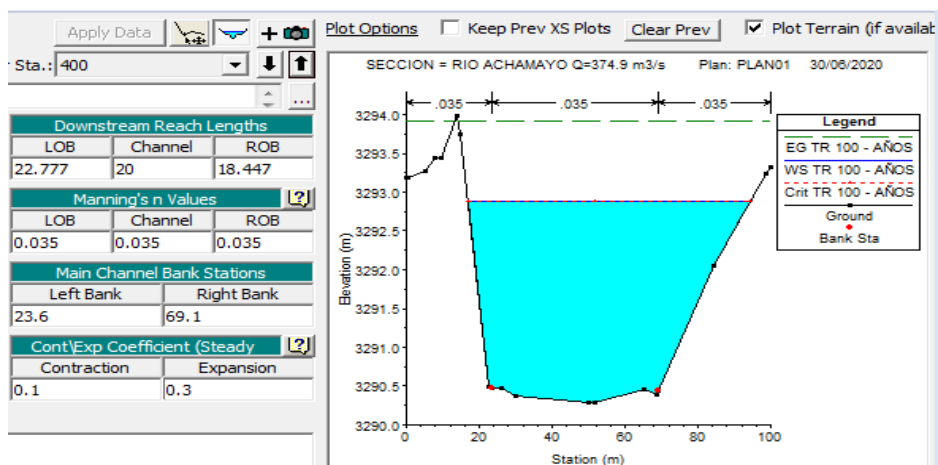 Apply Data
Plot Options Keep Prev XS Plots Clear Prev Plot Terrain (if availab
r Sta.: 400
...
Downstream Reach Lengths
LOB Channel ROB
22.777 20 18.447
Manning's n Values
LOB Channel ROB
0.035 0.035 0.035
Main Channel Bank Stations
Left Bank Right Bank
23.6 69.1
Cont\Exp Coefficient (Steady
Contraction Expansion
0.1 0.3
SECCION = RIO ACHAMAYO Q=374.9 m3/s Plan: PLAN01 30/06/2020
.035 .035 .035
3294.0
3293.5
3293.0
3292.5
3292.0
3291.5
3291.0
3290.5
3290.0
Elevation (m)
0 20 40 60 80 100
Station (m)
Legend
EG TR 100 - AÑOS
WS TR 100 - AÑOS
Crit TR 100 - AÑOS
Ground
Bank Sta